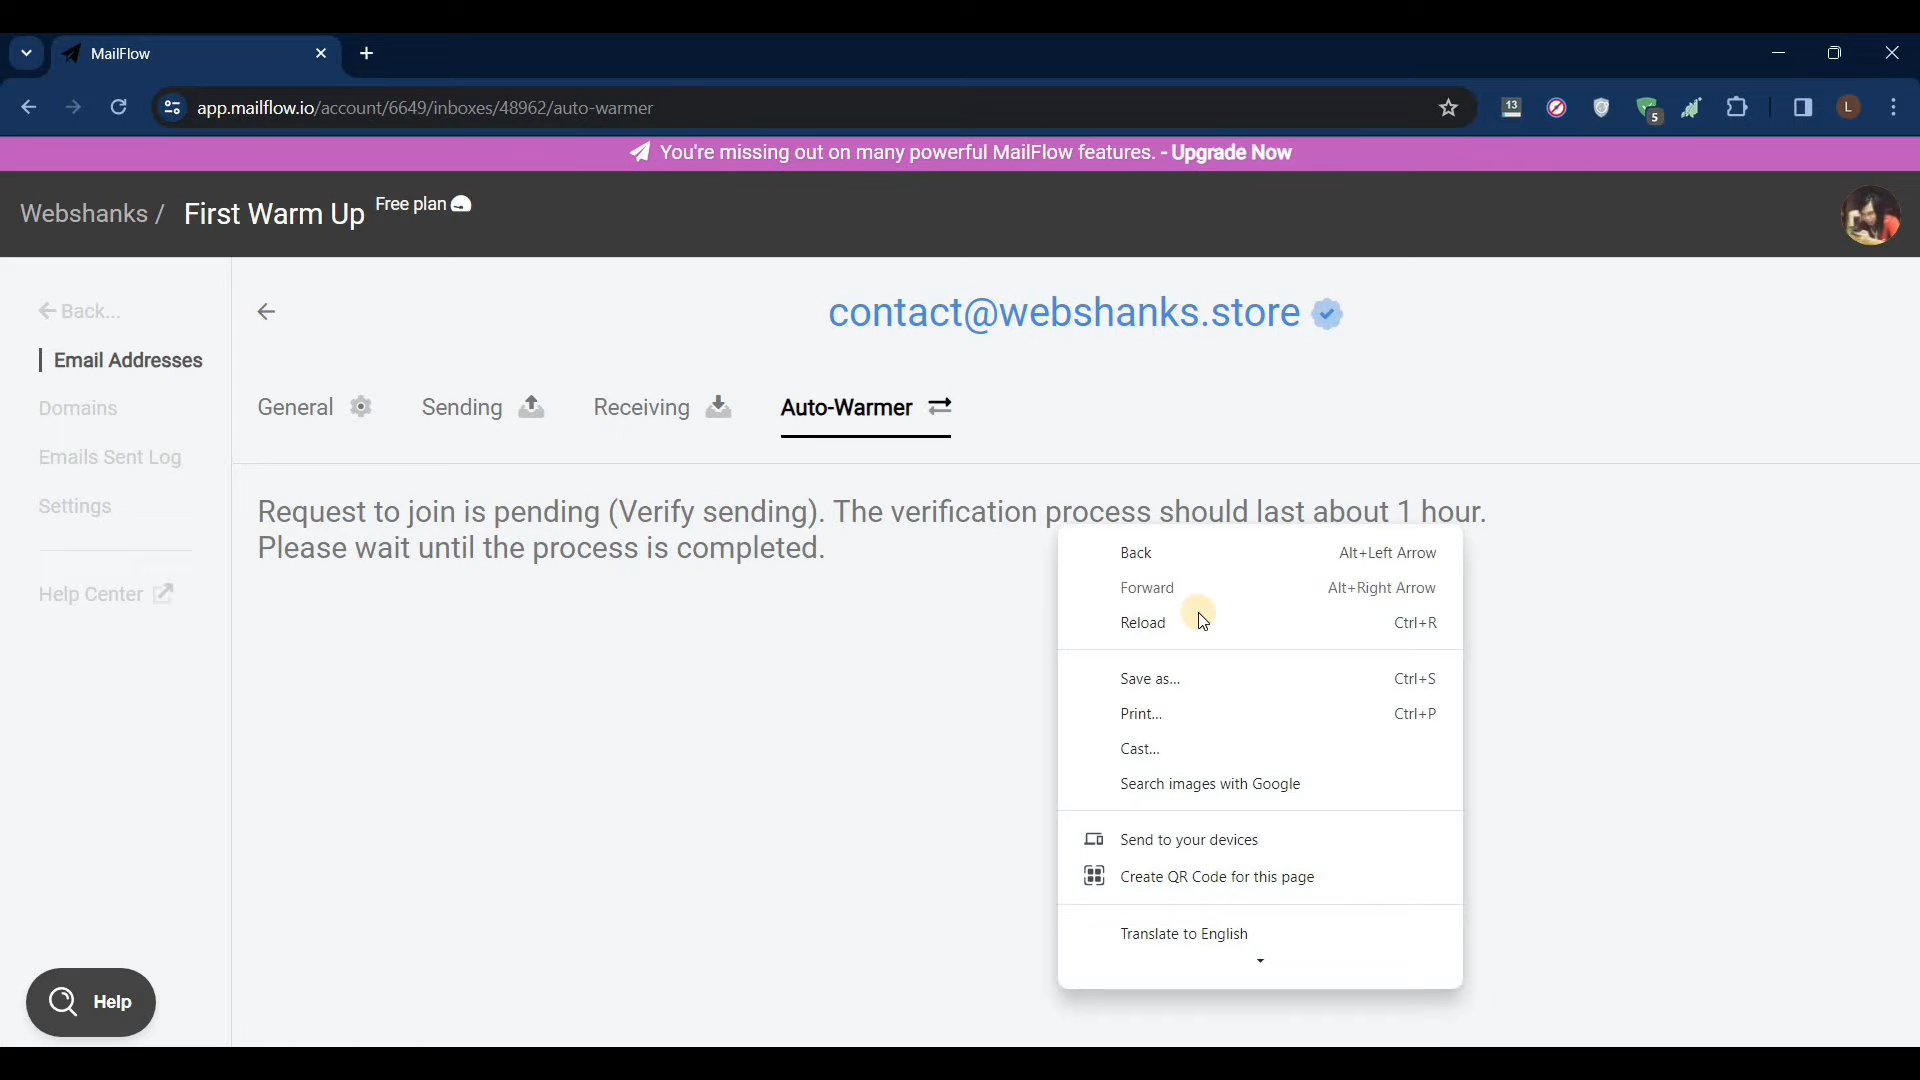 MailFlow
app.mailflow.io/account/6649/inboxes/48962/auto-warmer
13
5
L
You're missing out on many powerful MailFlow features. - Upgrade Now
Webshanks / First Warm Up Free plan
Back...
Email Addresses
Domains
Emails Sent Log
Settings
Help Center
contact@webshanks.store
General Sending Receiving Auto-Warmer
Request to join is pending (Verify sending). The verification process should last about 1 hour.
Please wait until the process is completed.
Back Alt+Left Arrow
Forward Alt+Right Arrow
Reload Ctrl+R
Save as... Ctrl+S
Print... Ctrl+P
Cast...
Search images with Google
Send to your devices
Create QR Code for this page
Translate to English
Help